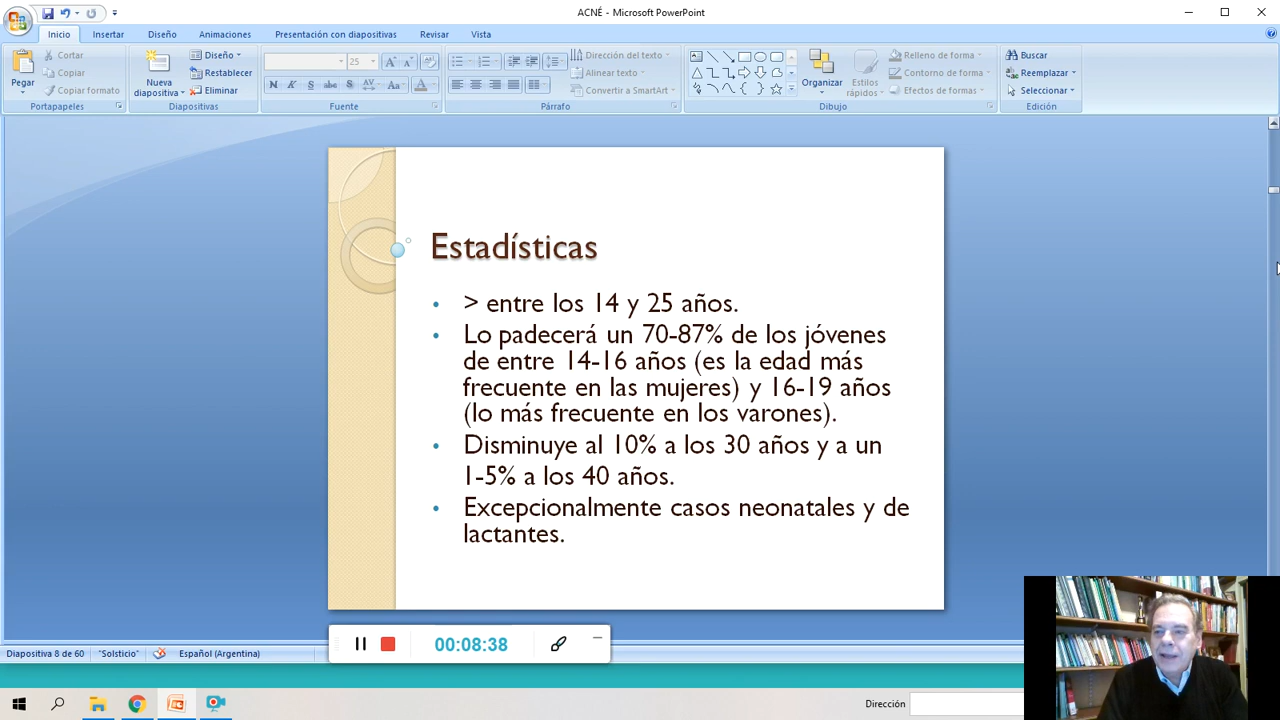 ACNÉ - Microsoft PowerPoint
Inicio Insertar Diseño Animaciones Presentación con diapositivas Revisar Vista
Pegar
Cortar
Copiar
Copiar formato
Portapapeles
Nueva diapositiva
Diseño
Restablecer
Eliminar
Diapositivas
25
N K S abc S AV Aa A
Fuente
Dirección del texto
Alinear texto
Convertir a SmartArt
Párrafo
Organizar
Estilos rápidos
Relleno de forma
Contorno de forma
Efectos de formas
Dibujo
Buscar
Reemplazar
Seleccionar
Edición
Estadísticas
• > entre los 14 y 25 años.
• Lo padecerá un 70-87% de los jóvenes
de entre 14-16 años (es la edad más
frecuente en las mujeres) y 16-19 años
(lo más frecuente en los varones).
• Disminuye al 10% a los 30 años y a un
1-5% a los 40 años.
• Excepcionalmente casos neonatales y de
lactantes.
00:08:38
Diapositiva 8 de 60 "Solsticio" Español (Argentina)
Dirección